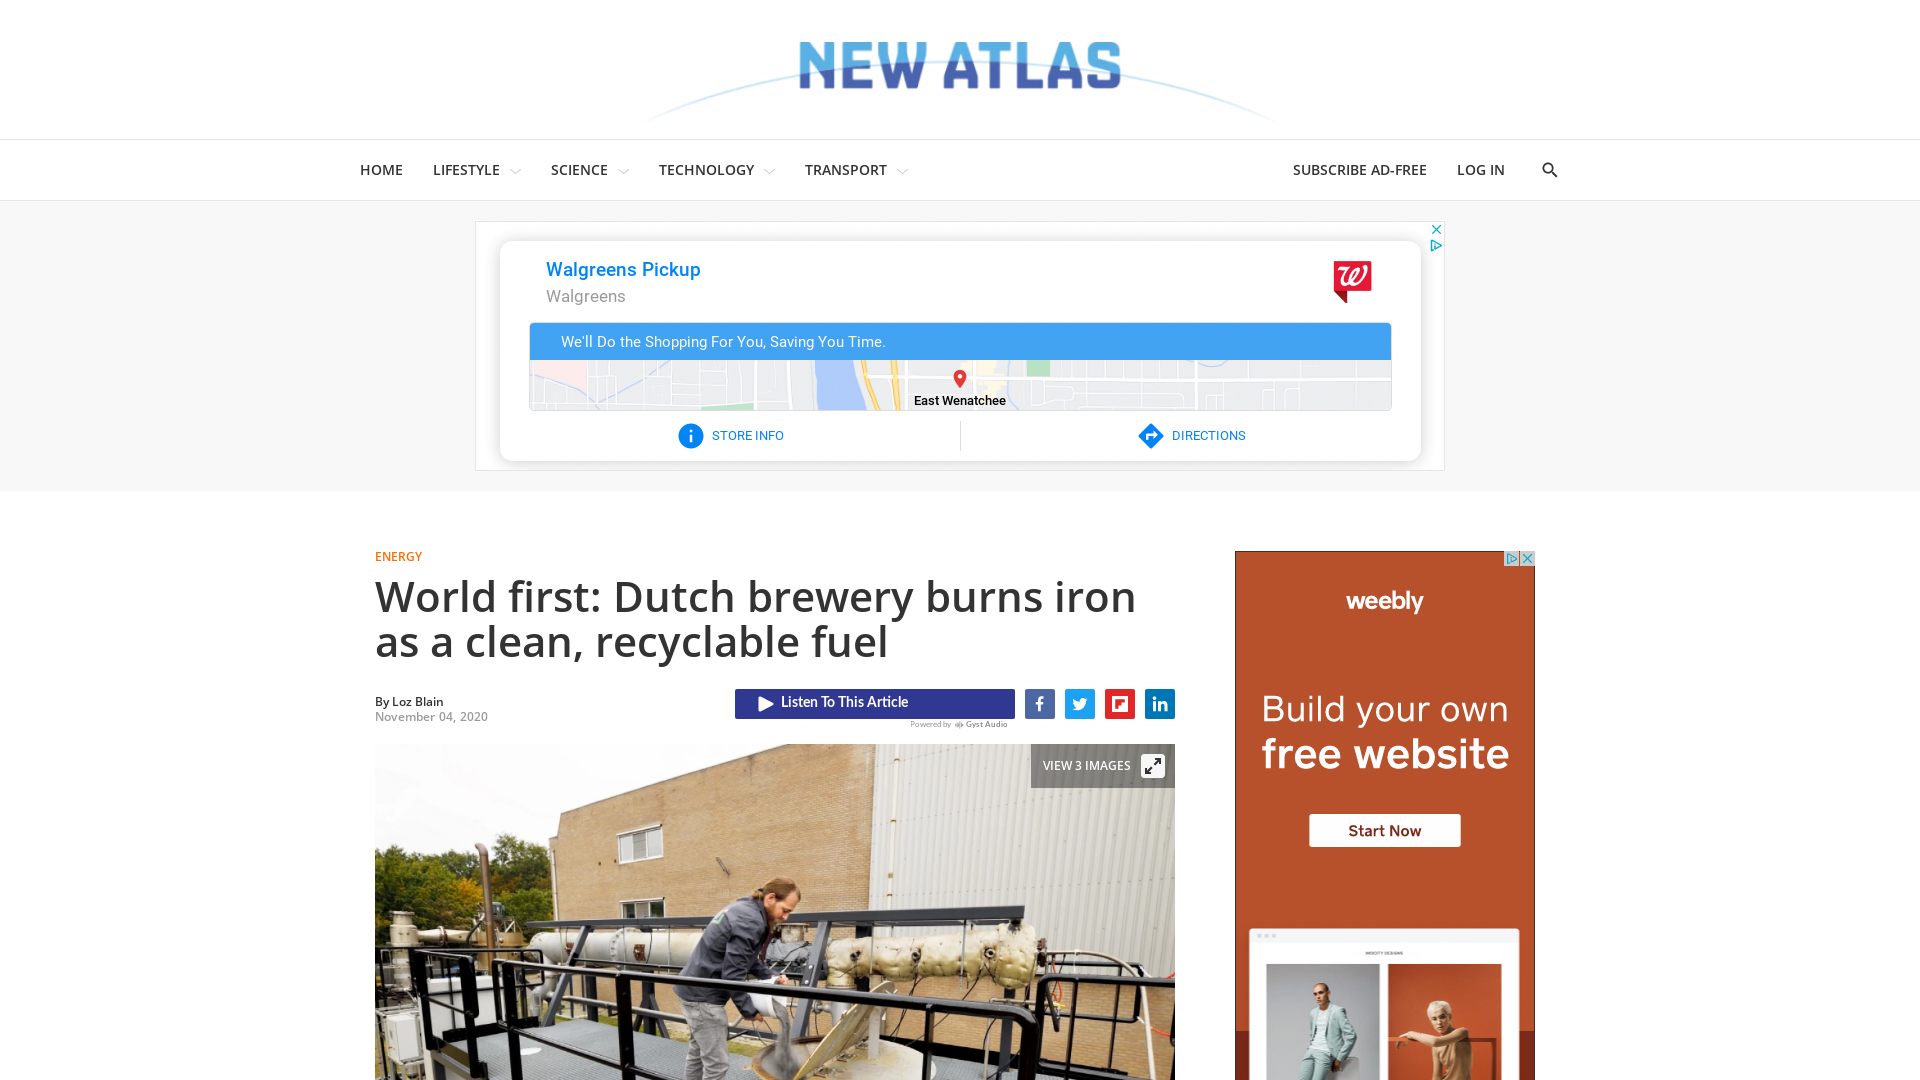 NEW ATLAS
HOME
LIFESTYLE
SCIENCE
TECHNOLOGY
TRANSPORT
SUBSCRIBE AD-FREE
LOG IN
Walgreens Pickup
Walgreens
We'll Do the Shopping For You, Saving You Time.
East Wenatchee
STORE INFO
DIRECTIONS
ENERGY
World first: Dutch brewery burns iron
as a clean, recyclable fuel
By Loz Blain
November 04, 2020
Listen To This Article
Powered by Gyst Audio
VIEW 3 IMAGES
weebly
Build your own
free website
Start Now